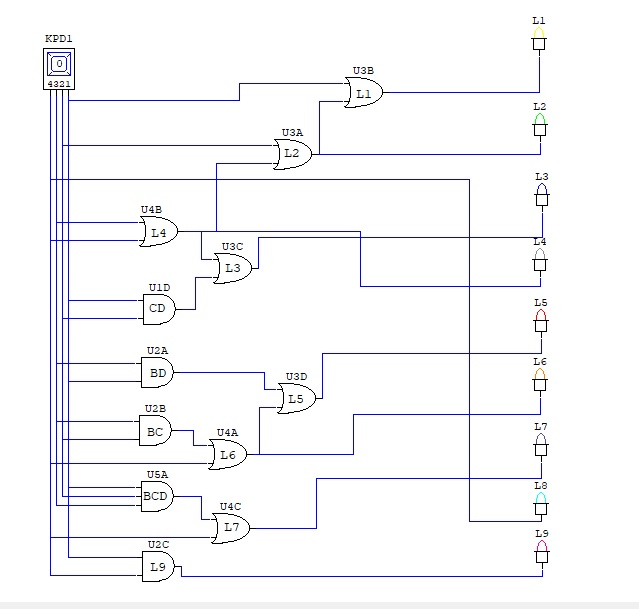 L1
KPD1
0
4321
U3B
L1
L2
U3A
L2
L3
U4B
L4
U3C
L3
L4
U1D
CD
L5
U2A
BD
L6
U3D
L5
U2B
BC
L7
U4A
L6
U5A
BCD
L8
U4C
L7
L9
U2C
L9